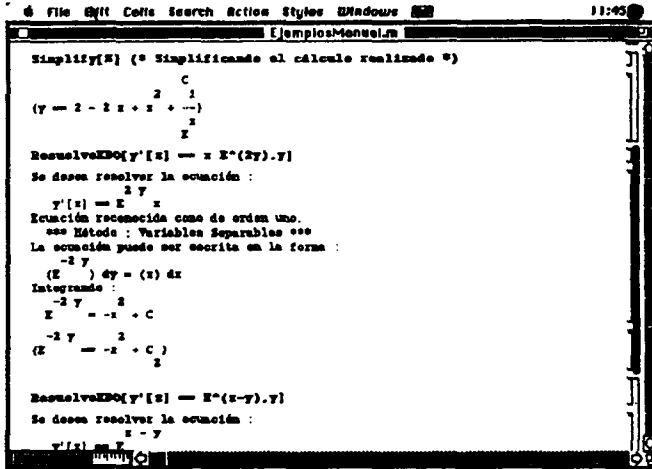 File Edit Cells Search Action Styles Windows 11:45
EjemplosManual.m
Simplify[%] (* Simplificando el cálculo realizado *)
C
2 1
{y == 2 - 2 x + x + --}
x
E
ResuelveEDO[y'[x] == x E^(2y),y]
Se desea resolver la ecuación :
2 y
y'[x] == E x
Ecuación reconocida como de orden uno.
*** Método : Variables Separables ***
La ecuación puede ser escrita en la forma :
-2 y
(E ) dy = (x) dx
Integrando :
-2 y 2
E = -x + C
-2 y 2
{E == -x + C }
2
ResuelveEDO[y'[x] == E^(x-y),y]
Se desea resolver la ecuación :
x - y
y'[x] == E